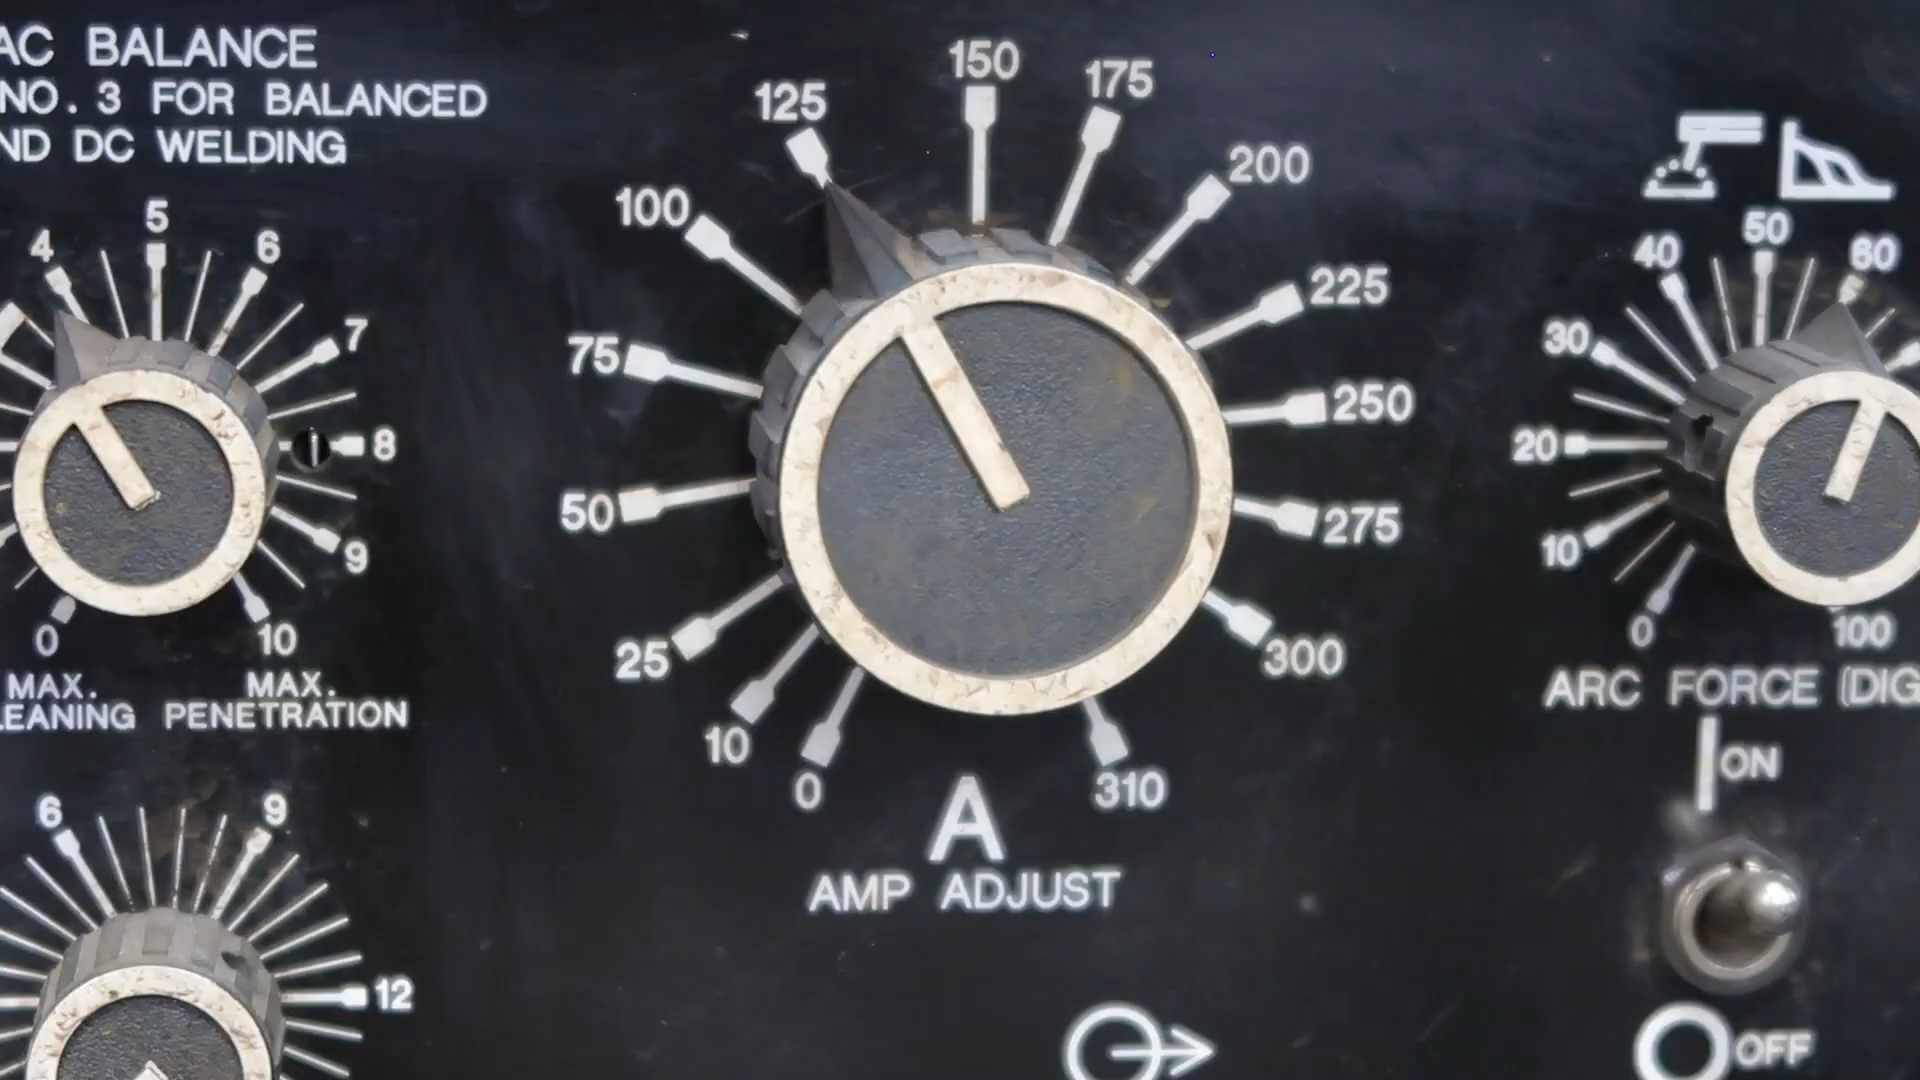 AC BALANCE
NO. 3 FOR BALANCED
ND DC WELDING
4 5 6 7 8 9 10 0
MAX.
LEANING
MAX.
PENETRATION
6 9 12
0 10 25 50 75 100 125 150 175 200 225 250 275 300 310
A
AMP ADJUST
0 10 20 30 40 50 60 100
ARC FORCE (DIG
ON
OFF